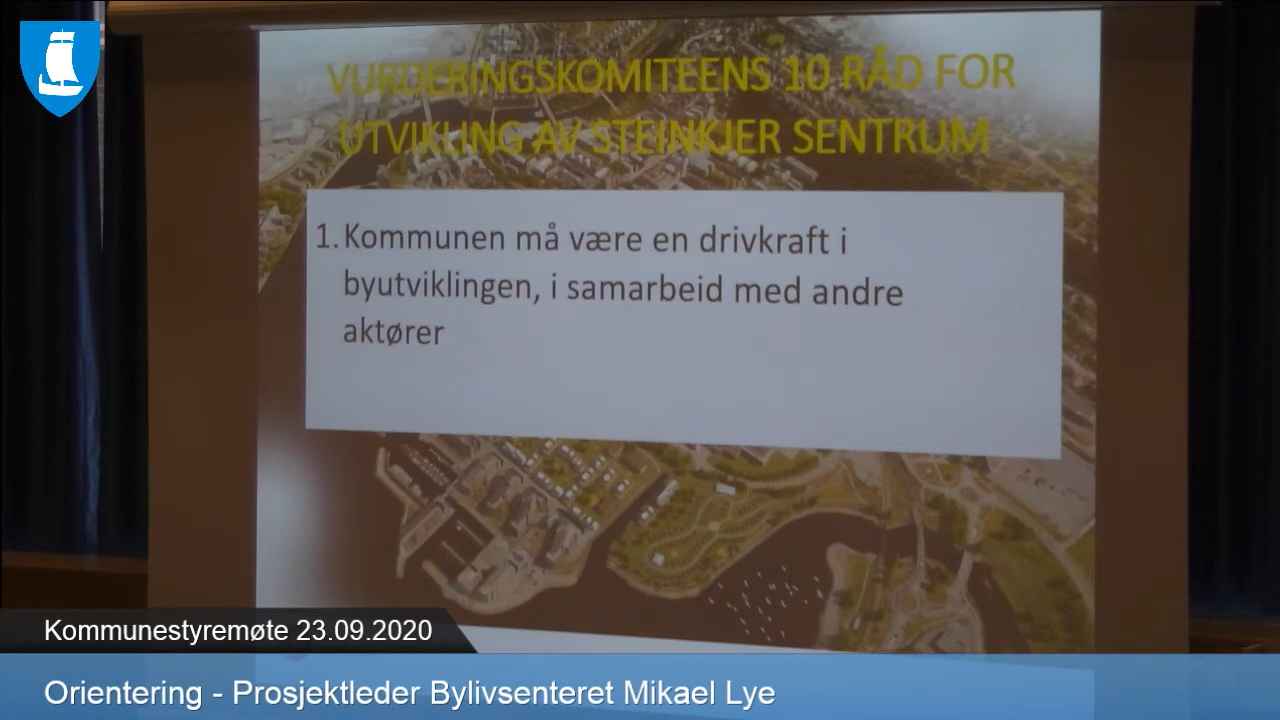 VURDERINGSKOMITEENS 10 RÅD FOR
UTVIKLING AV STEINKJER SENTRUM
1. Kommunen må være en drivkraft i
byutviklingen, i samarbeid med andre
aktører
Kommunestyremøte 23.09.2020
Orientering - Prosjektleder Bylivsenteret Mikael Lye